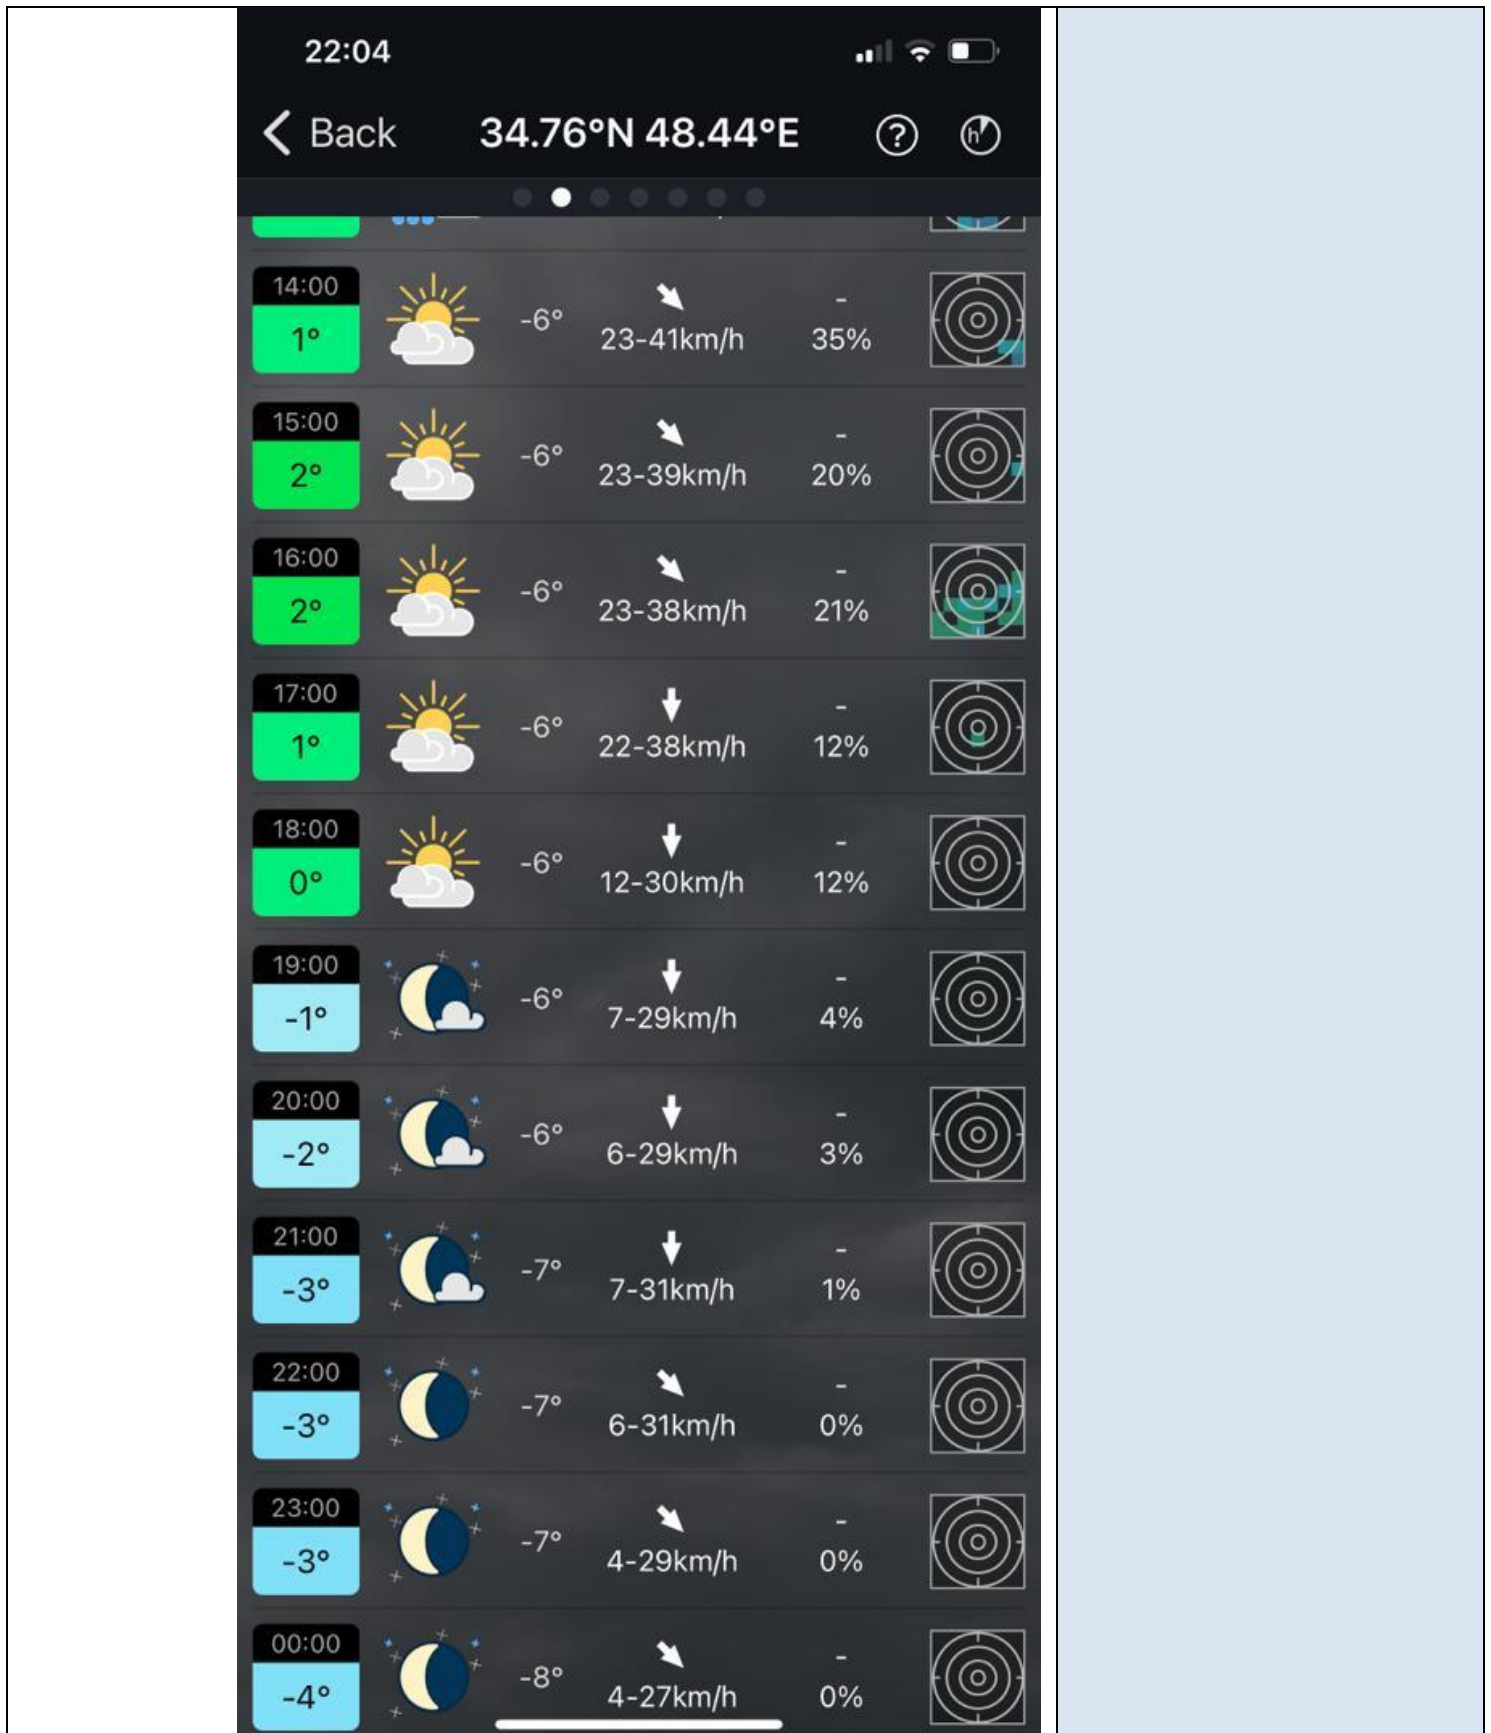 22:04
Back 34.76°N 48.44°E ? h
14:00
1° -6° 23-41km/h - 35%
15:00
2° -6° 23-39km/h - 20%
16:00
2° -6° 23-38km/h - 21%
17:00
1° -6° 22-38km/h - 12%
18:00
0° -6° 12-30km/h - 12%
19:00
-1° -6° 7-29km/h - 4%
20:00
-2° -6° 6-29km/h - 3%
21:00
-3° -7° 7-31km/h - 1%
22:00
-3° -7° 6-31km/h - 0%
23:00
-3° -7° 4-29km/h - 0%
00:00
-4° -8° 4-27km/h - 0%